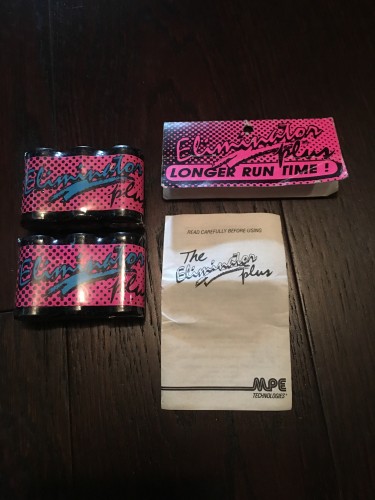 Eliminator
plus
Eliminator
plus
Eliminator
plus
LONGER RUN TIME !
READ CAREFULLY BEFORE USING
The
Eliminator
plus
MPE
TECHNOLOGIES